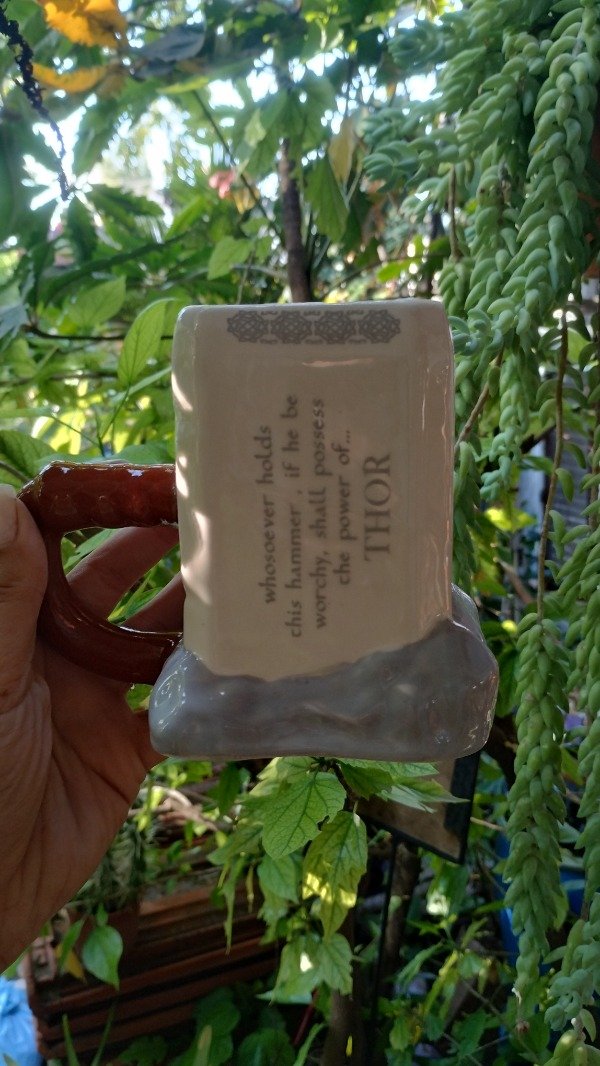 whosoever holds
this hammer, if he be
worthy, shall possess
the power of...
THOR